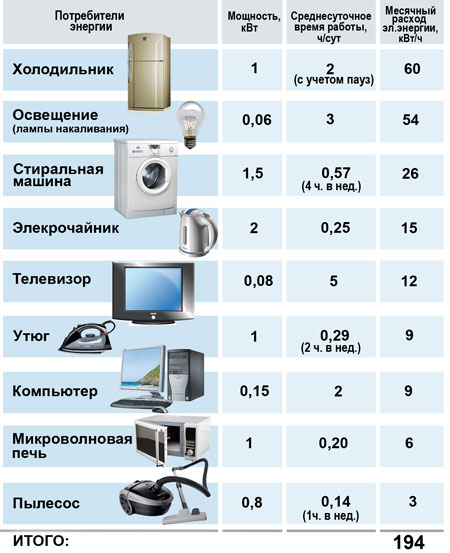 Потребители
энергии
Мощность,
кВт
Среднесуточное
время работы,
ч/сут
Месячный
расход
эл.энергии,
кВт/ч
Холодильник
1
2
(с учетом пауз)
60
Освещение
(лампы накаливания)
0,06
3
54
Стиральная
машина
1,5
0,57
(4 ч. в нед.)
26
Элекрочайник
2
0,25
15
Телевизор
0,08
5
12
Утюг
1
0,29
(2 ч. в нед.)
9
Компьютер
0,15
2
9
Микроволновая
печь
1
0,20
6
Пылесос
0,8
0,14
(1ч. в нед.)
3
ИТОГО:
194